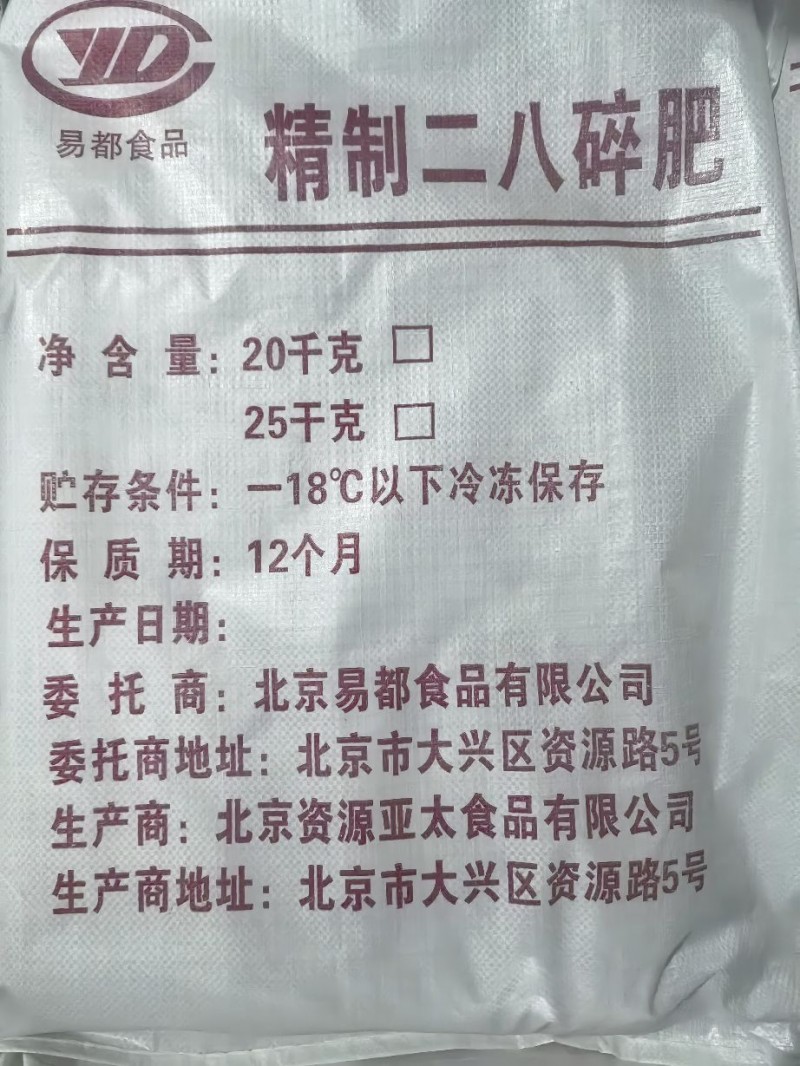 YD
易都食品
精制二八碎肥
净含量：20千克 □
25千克 □
贮存条件：—18℃以下冷冻保存
保质期：12个月
生产日期：
委托商：北京易都食品有限公司
委托商地址：北京市大兴区资源路5号
生产商：北京资源亚太食品有限公司
生产商地址：北京市大兴区资源路5号